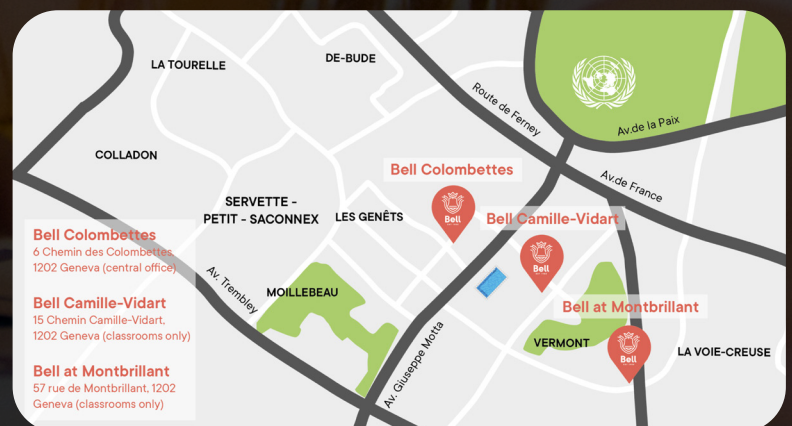 LA TOURELLE
DE-BUDE
Route de Ferney
Av.de la Paix
COLLADON
Av.de France
Bell Colombettes
Bell
SERVETTE -
PETIT - SACONNEX
LES GENÊTS
Bell Camille-Vidart
Bell
Bell Colombettes
6 Chemin des Colombettes,
1202 Geneva (central office)
Av. Trembley
MOILLEBEAU
Bell at Montbrillant
Bell
Bell Camille-Vidart
15 Chemin Camille-Vidart,
1202 Geneva (classrooms only)
Av. Giuseppe Motta
VERMONT
LA VOIE-CREUSE
Bell at Montbrillant
57 rue de Montbrillant, 1202
Geneva (classrooms only)